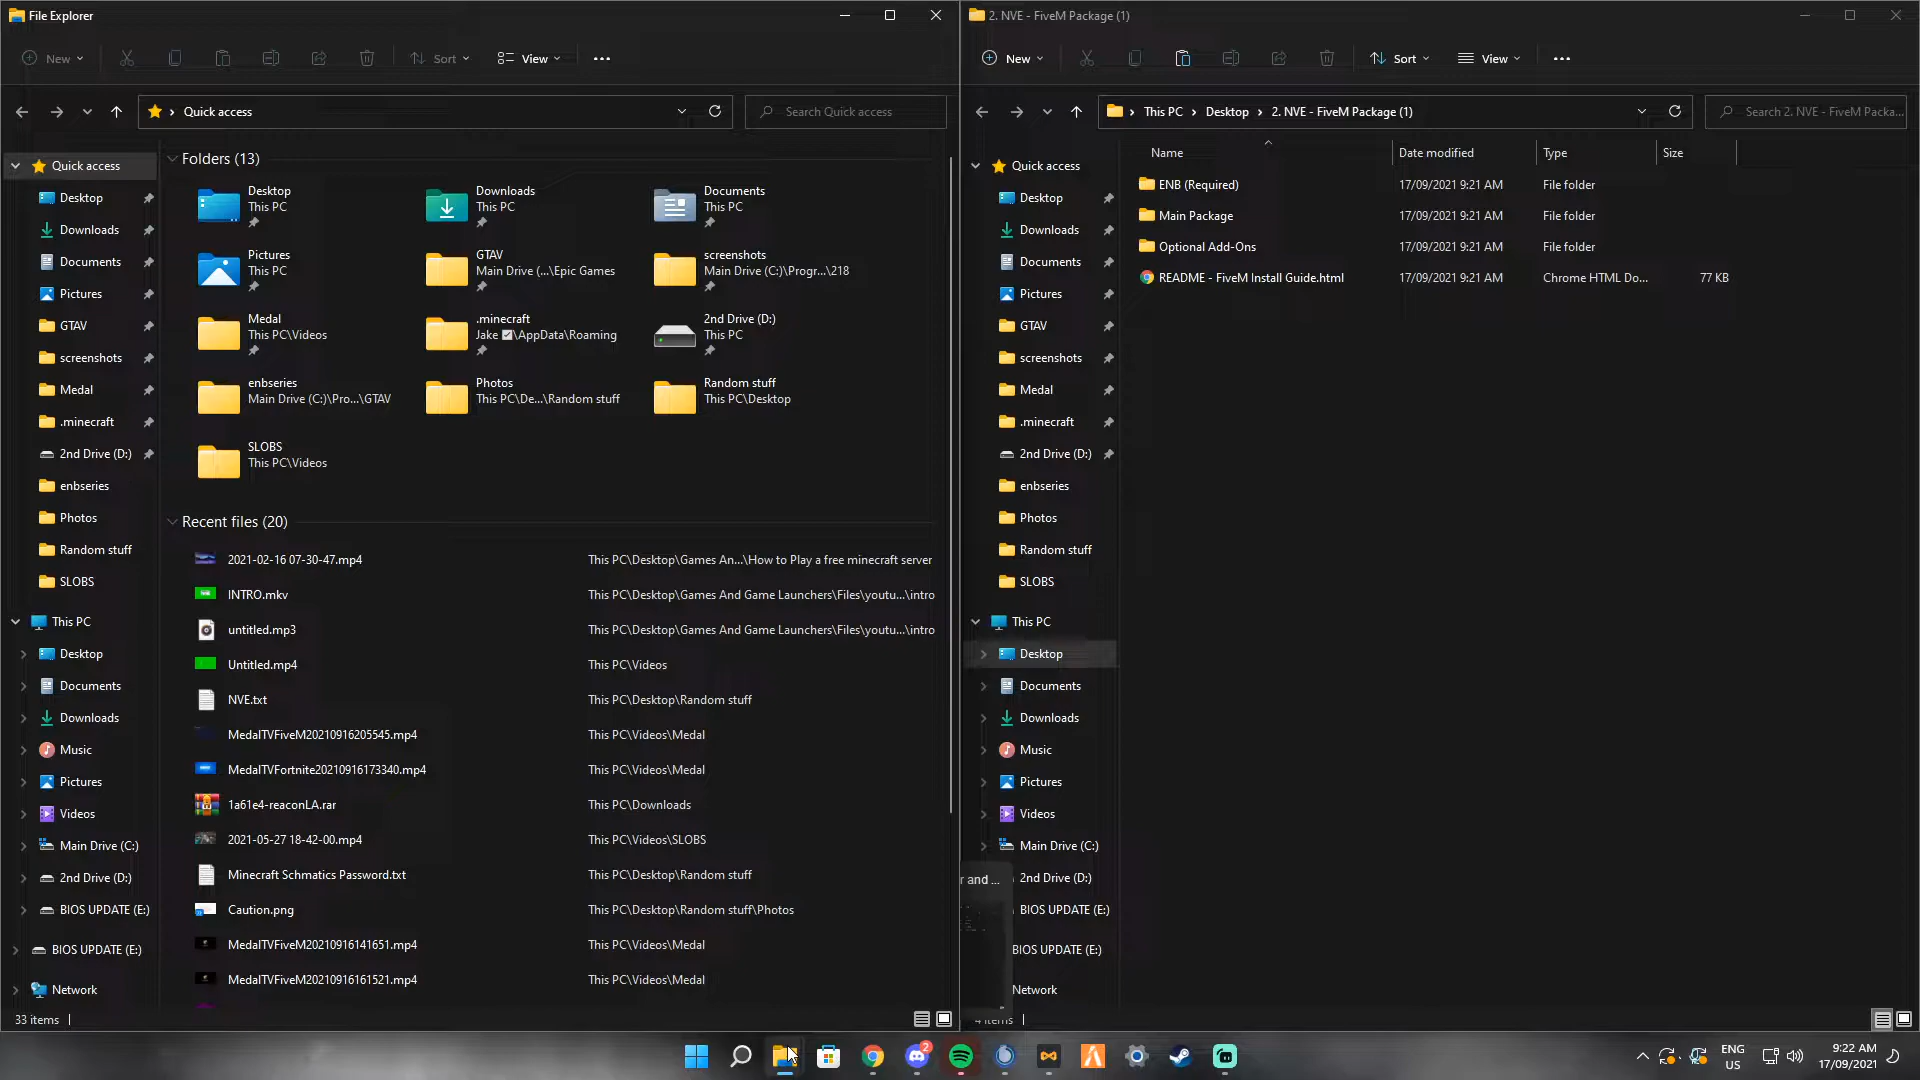 File Explorer
New
Sort
View
Quick access
Search Quick access
Quick access
Desktop
Downloads
Documents
Pictures
GTAV
screenshots
Medal
.minecraft
2nd Drive (D:)
enbseries
Photos
Random stuff
SLOBS
This PC
Desktop
Documents
Downloads
Music
Pictures
Videos
Main Drive (C:)
2nd Drive (D:)
BIOS UPDATE (E:)
BIOS UPDATE (E:)
Network
33 items
Folders (13)
Desktop
This PC
Downloads
This PC
Documents
This PC
Pictures
This PC
GTAV
Main Drive (...\Epic Games
screenshots
Main Drive (C:)\Progr...\218
Medal
This PC\Videos
.minecraft
Jake ☑\AppData\Roaming
2nd Drive (D:)
This PC
enbseries
Main Drive (C:)\Pro...\GTAV
Photos
This PC\De...\Random stuff
Random stuff
This PC\Desktop
SLOBS
This PC\Videos
Recent files (20)
2021-02-16 07-30-47.mp4 This PC\Desktop\Games An...\How to Play a free minecraft server
INTRO.mkv This PC\Desktop\Games And Game Launchers\Files\youtu...\intro
untitled.mp3 This PC\Desktop\Games And Game Launchers\Files\youtu...\intro
Untitled.mp4 This PC\Videos
NVE.txt This PC\Desktop\Random stuff
MedalTVFiveM20210916205545.mp4 This PC\Videos\Medal
MedalTVFortnite20210916173340.mp4 This PC\Videos\Medal
1a61e4-reaconLA.rar This PC\Downloads
2021-05-27 18-42-00.mp4 This PC\Videos\SLOBS
Minecraft Schmatics Password.txt This PC\Desktop\Random stuff
Caution.png This PC\Desktop\Random stuff\Photos
MedalTVFiveM20210916141651.mp4 This PC\Videos\Medal
MedalTVFiveM20210916161521.mp4 This PC\Videos\Medal
2. NVE - FiveM Package (1)
New
Sort
View
This PC > Desktop > 2. NVE - FiveM Package (1)
Search 2. NVE - FiveM Packa...
Quick access
Desktop
Downloads
Documents
Pictures
GTAV
screenshots
Medal
.minecraft
2nd Drive (D:)
enbseries
Photos
Random stuff
SLOBS
This PC
Desktop
Documents
Downloads
Music
Pictures
Videos
Main Drive (C:)
2nd Drive (D:)
BIOS UPDATE (E:)
BIOS UPDATE (E:)
Network
r and ...
4 items
Name Date modified Type Size
ENB (Required) 17/09/2021 9:21 AM File folder
Main Package 17/09/2021 9:21 AM File folder
Optional Add-Ons 17/09/2021 9:21 AM File folder
README - FiveM Install Guide.html 17/09/2021 9:21 AM Chrome HTML Do... 77 KB
2
ENG
US
9:22 AM
17/09/2021